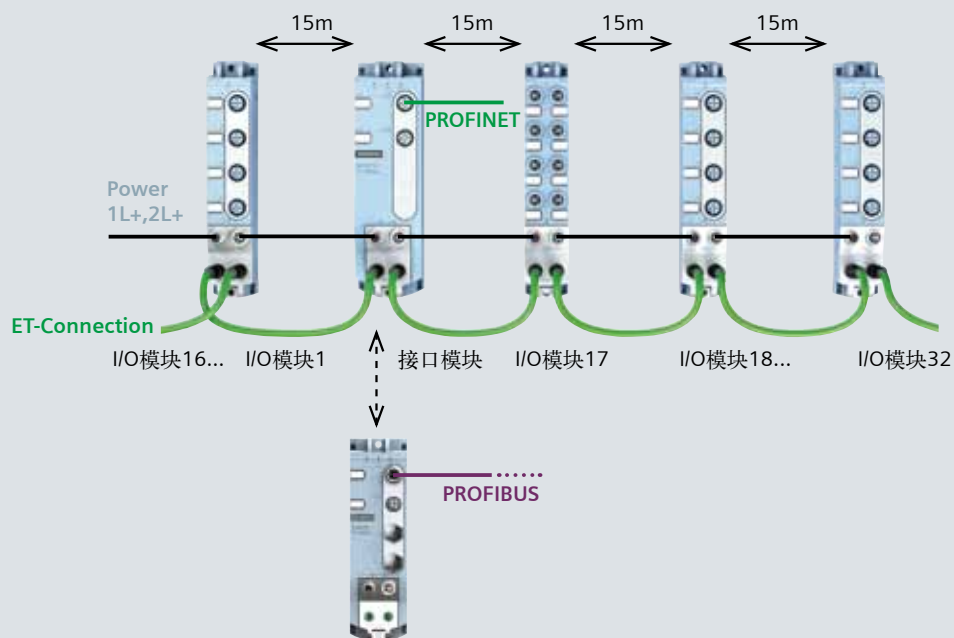 15m
15m
15m
15m
PROFINET
Power
1L+,2L+
ET-Connection
I/O模块16...
I/O模块1
接口模块
I/O模块17
I/O模块18...
I/O模块32
PROFIBUS